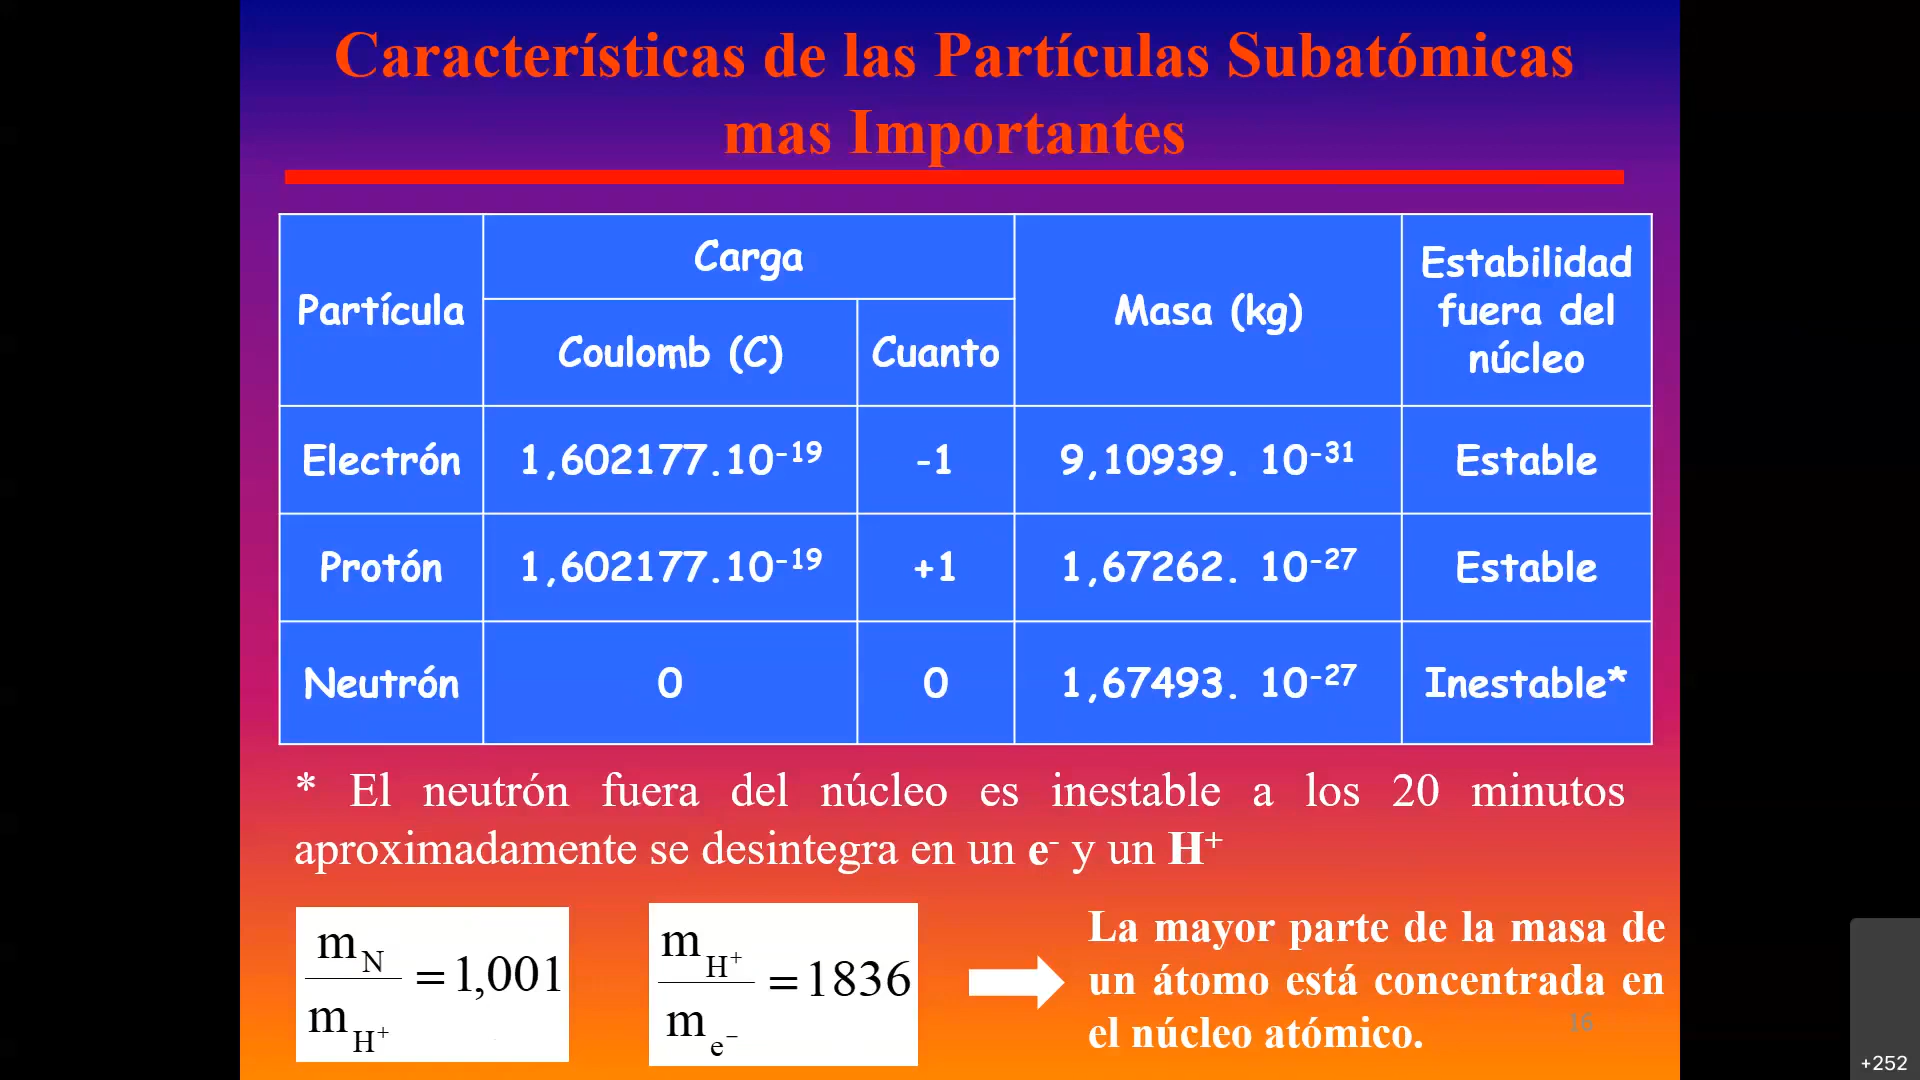 Características de las Partículas Subatómicas
mas Importantes
Partícula
Carga
Masa (kg)
Estabilidad
fuera del
núcleo
Coulomb (C)
Cuanto
Electrón 1,602177.10⁻¹⁹ -1 9,10939. 10⁻³¹ Estable
Protón 1,602177.10⁻¹⁹ +1 1,67262. 10⁻²⁷ Estable
Neutrón 0 0 1,67493. 10⁻²⁷ Inestable*
* El neutrón fuera del núcleo es inestable a los 20 minutos
aproximadamente se desintegra en un e⁻ y un H⁺
m_N / m_H⁺ = 1,001
m_H⁺ / m_e⁻ = 1836
La mayor parte de la masa de
un átomo está concentrada en
el núcleo atómico.
16
+252